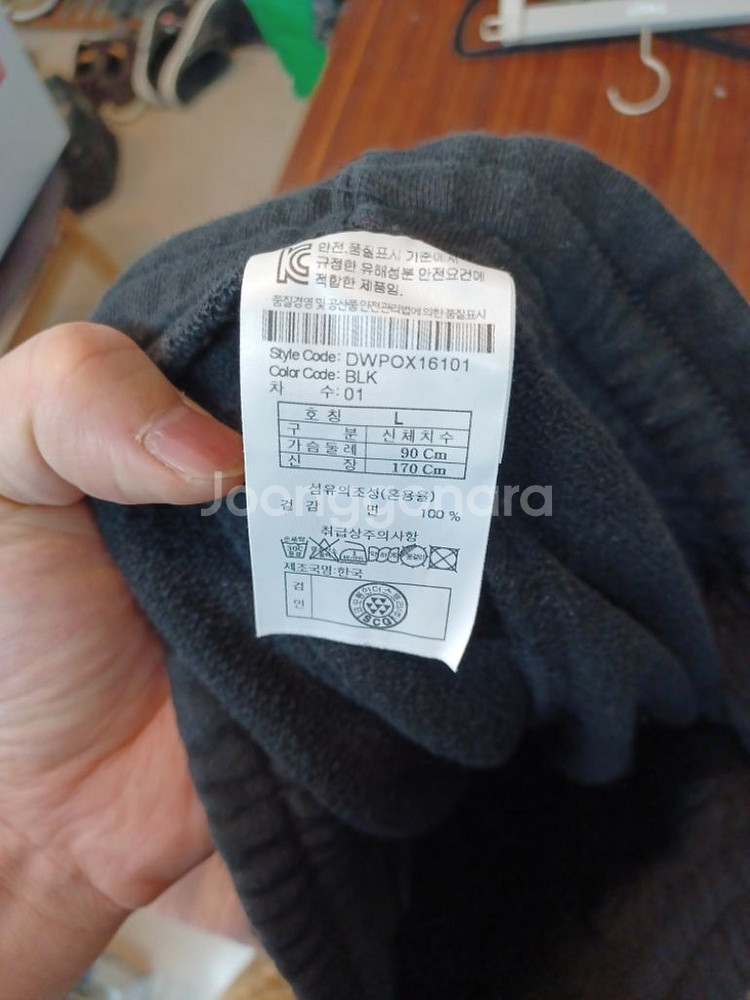 안전.품질표시 기준에서
규정한 유해성분 안전요건에
적합한 제품임.
품질경영 및 공산품안전관리법에 의한 품질표시
Style Code: DWPOX16101
Color Code: BLK
차 수: 01
호 칭 L
구 분 신 체 치 수
가 슴 둘 레 90 Cm
신 장 170 Cm
섬유의조성(혼용율)
겉 감 면 100 %
Joonggonara
취급상주의사항
30℃
제조국명:한국
검
인
SCQ